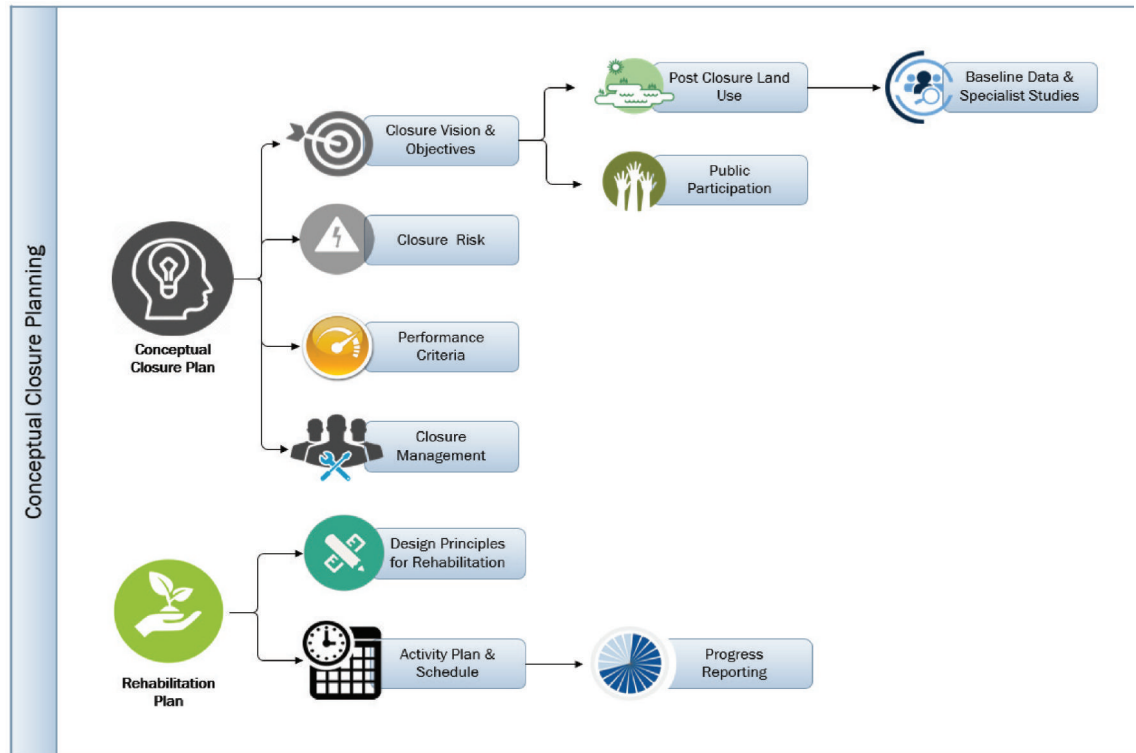 Conceptual Closure Planning
Closure Vision &
Objectives
Post Closure Land
Use
Baseline Data &
Specialist Studies
Public
Participation
Closure Risk
Conceptual
Closure Plan
Performance
Criteria
Closure
Management
Design Principles
for Rehabilitation
Rehabilitation
Plan
Activity Plan &
Schedule
Progress
Reporting